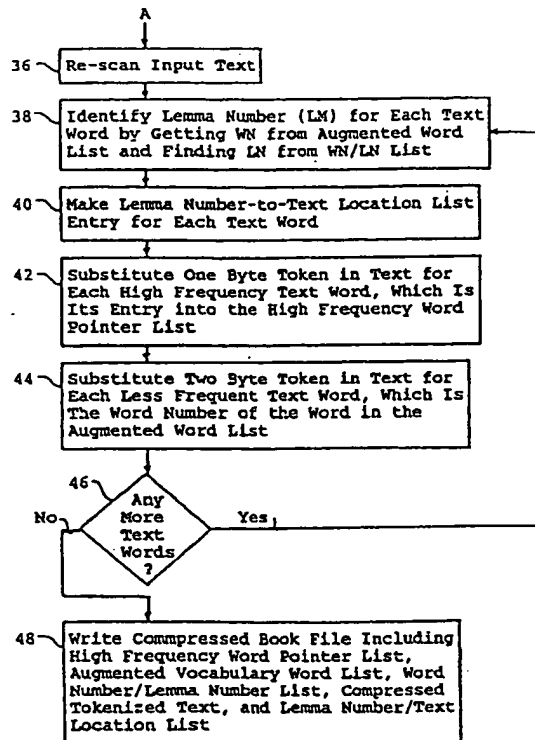 A
36 Re-scan Input Text
38 Identify Lemma Number (LM) for Each Text
Word by Getting WN from Augmented Word
List and Finding LN from WN/LN List
40 Make Lemma Number-to-Text Location List
Entry for Each Text Word
42 Substitute One Byte Token in Text for
Each High Frequency Text Word, Which Is
Its Entry into the High Frequency Word
Pointer List
44 Substitute Two Byte Token in Text for
Each Less Frequent Text Word, Which Is
The Word Number of the Word in the
Augmented Word List
46
Any
More
No Text Yes
Words
?
48 Write Commpressed Book File Including
High Frequency Word Pointer List,
Augmented Vocabulary Word List, Word
Number/Lemma Number List, Compressed
Tokenized Text, and Lemma Number/Text
Location List